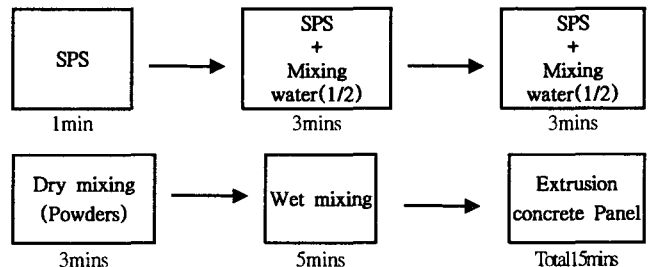 SPS
1min
SPS
+
Mixing
water(1/2)
3mins
SPS
+
Mixing
water(1/2)
3mins
Dry mixing
(Powders)
3mins
Wet mixing
5mins
Extrusion
concrete Panel
Total15mins